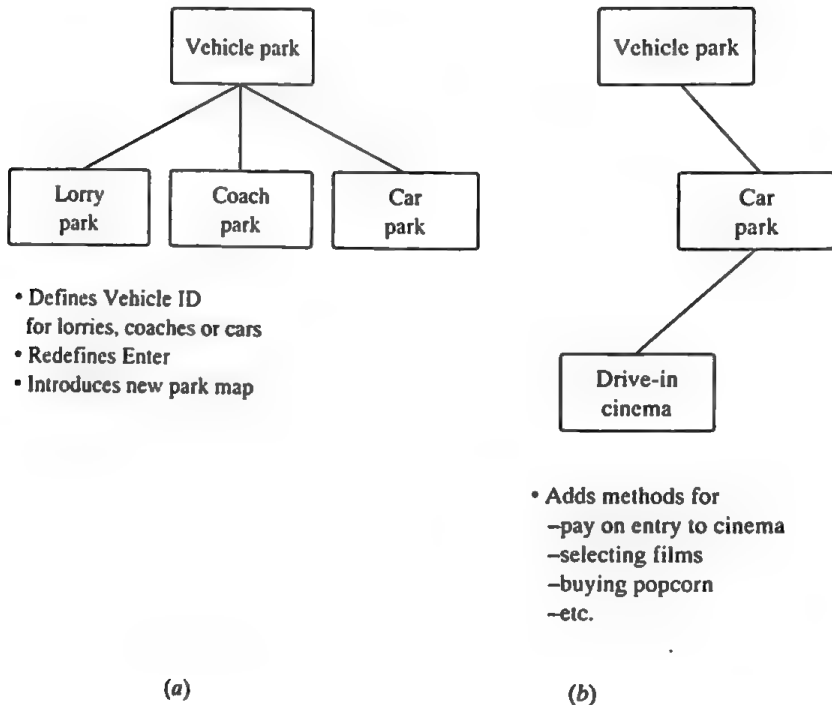 Vehicle park
Lorry
park
Coach
park
Car
park
• Defines Vehicle ID
for lorries, coaches or cars
• Redefines Enter
• Introduces new park map
(a)
Vehicle park
Car
park
Drive-in
cinema
• Adds methods for
–pay on entry to cinema
–selecting films
–buying popcorn
–etc.
(b)